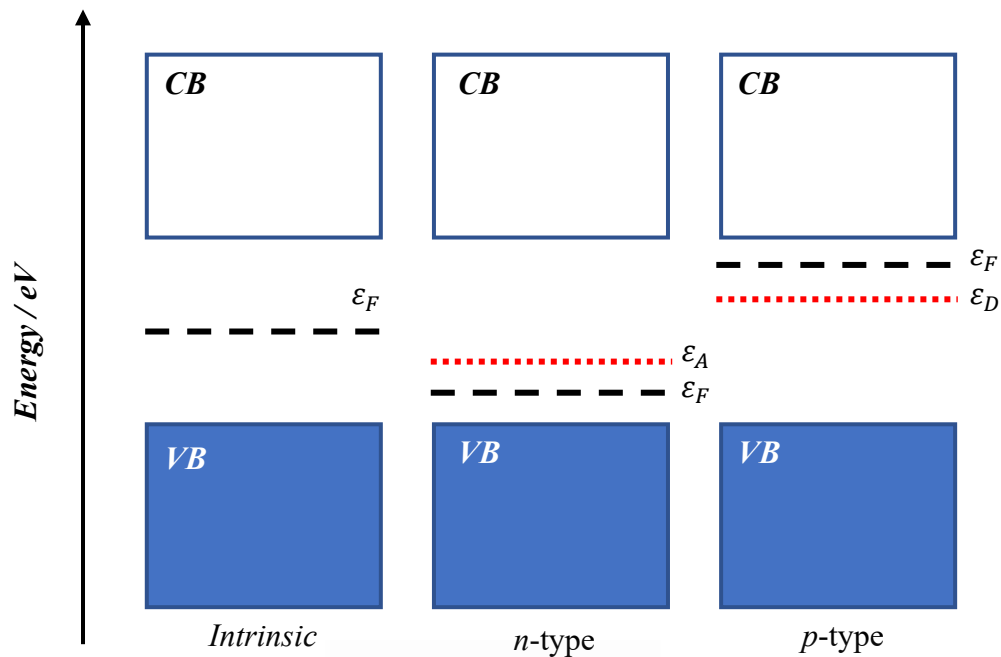 Energy / eV
CB
CB
CB
ε_F
ε_F
ε_D
ε_A
ε_F
VB
VB
VB
Intrinsic
n-type
p-type